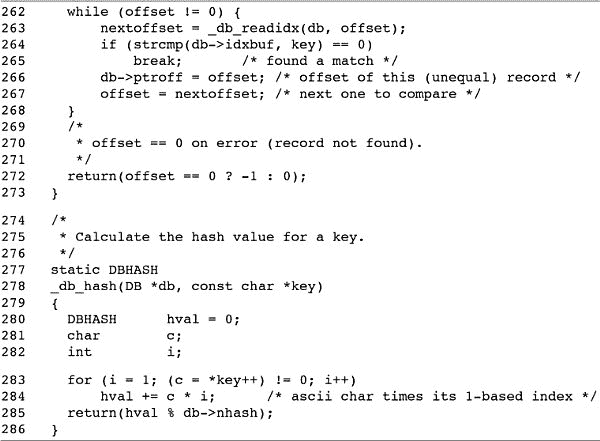 262 while (offset != 0) {
263 nextoffset = _db_readidx(db, offset);
264 if (strcmp(db->idxbuf, key) == 0)
265 break; /* found a match */
266 db->ptroff = offset; /* offset of this (unequal) record */
267 offset = nextoffset; /* next one to compare */
268 }
269 /*
270 * offset == 0 on error (record not found).
271 */
272 return(offset == 0 ? -1 : 0);
273 }
274 /*
275 * Calculate the hash value for a key.
276 */
277 static DBHASH
278 _db_hash(DB *db, const char *key)
279 {
280 DBHASH hval = 0;
281 char c;
282 int i;
283 for (i = 1; (c = *key++) != 0; i++)
284 hval += c * i; /* ascii char times its 1-based index */
285 return(hval % db->nhash);
286 }